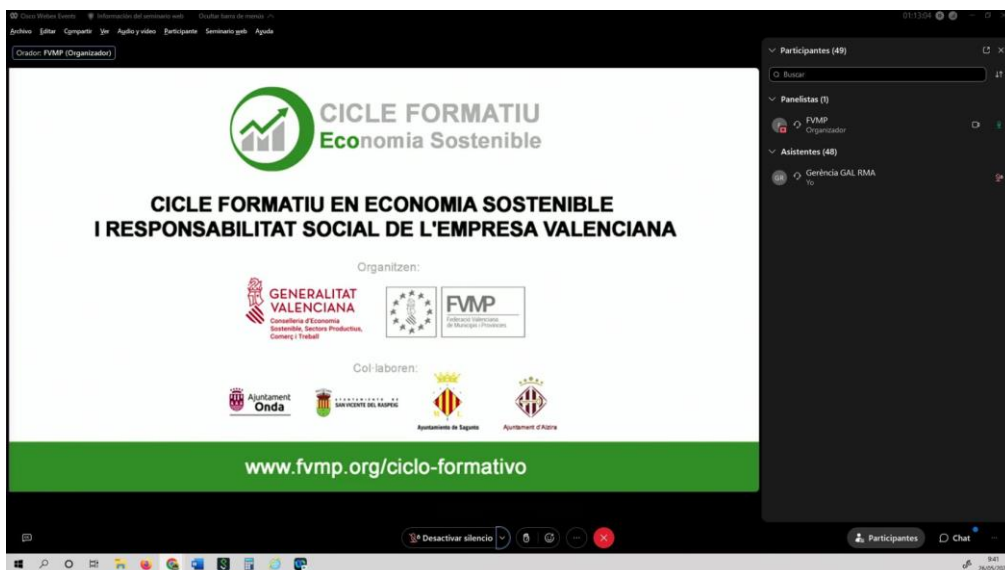 Cisco Webex Events
Información del seminario web
Ocultar barra de menús
01:13:04
Archivo Editar Compartir Ver Audio y video Participante Seminario web Ayuda
Orador: FVMP (Organizador)
CICLE FORMATIU
Economia Sostenible
CICLE FORMATIU EN ECONOMIA SOSTENIBLE
I RESPONSABILITAT SOCIAL DE L'EMPRESA VALENCIANA
Organitzen:
GENERALITAT
VALENCIANA
Conselleria d'Economia
Sostenible, Sectors Productius,
Comerç i Treball
FVMP
Federació Valenciana
de Municipis i Províncies
Col·laboren:
Ajuntament
Onda
AYUNTAMIENTO DE
SAN VICENTE DEL RASPEIG
Ayuntamiento de Sagunto
Ajuntament d'Alzira
www.fvmp.org/ciclo-formativo
Participantes (49)
Buscar
Panelistas (1)
FVMP
Organizador
Asistentes (48)
GR
Gerència GAL RMA
Yo
Desactivar silencio
Participantes
Chat
9:41